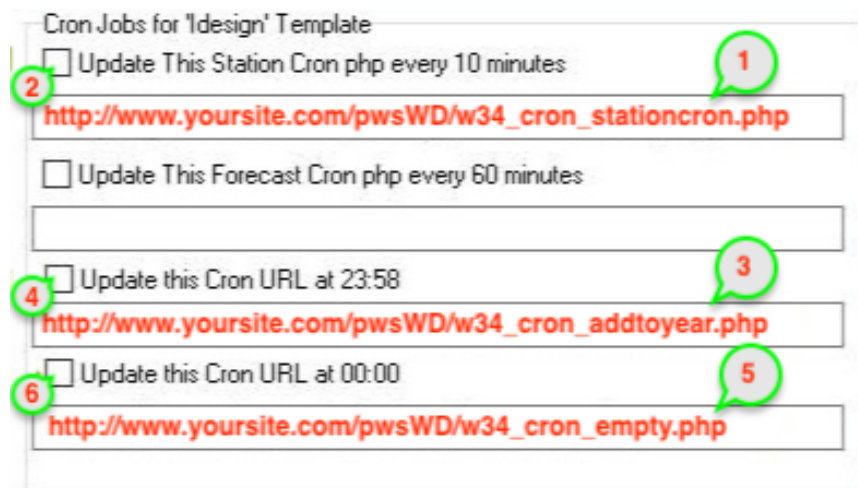 Cron Jobs for 'Idesign' Template
Update This Station Cron php every 10 minutes
1
2
http://www.yoursite.com/pwsWD/w34_cron_stationcron.php
Update This Forecast Cron php every 60 minutes
Update this Cron URL at 23:58
3
4
http://www.yoursite.com/pwsWD/w34_cron_addtoyear.php
Update this Cron URL at 00:00
5
6
http://www.yoursite.com/pwsWD/w34_cron_empty.php